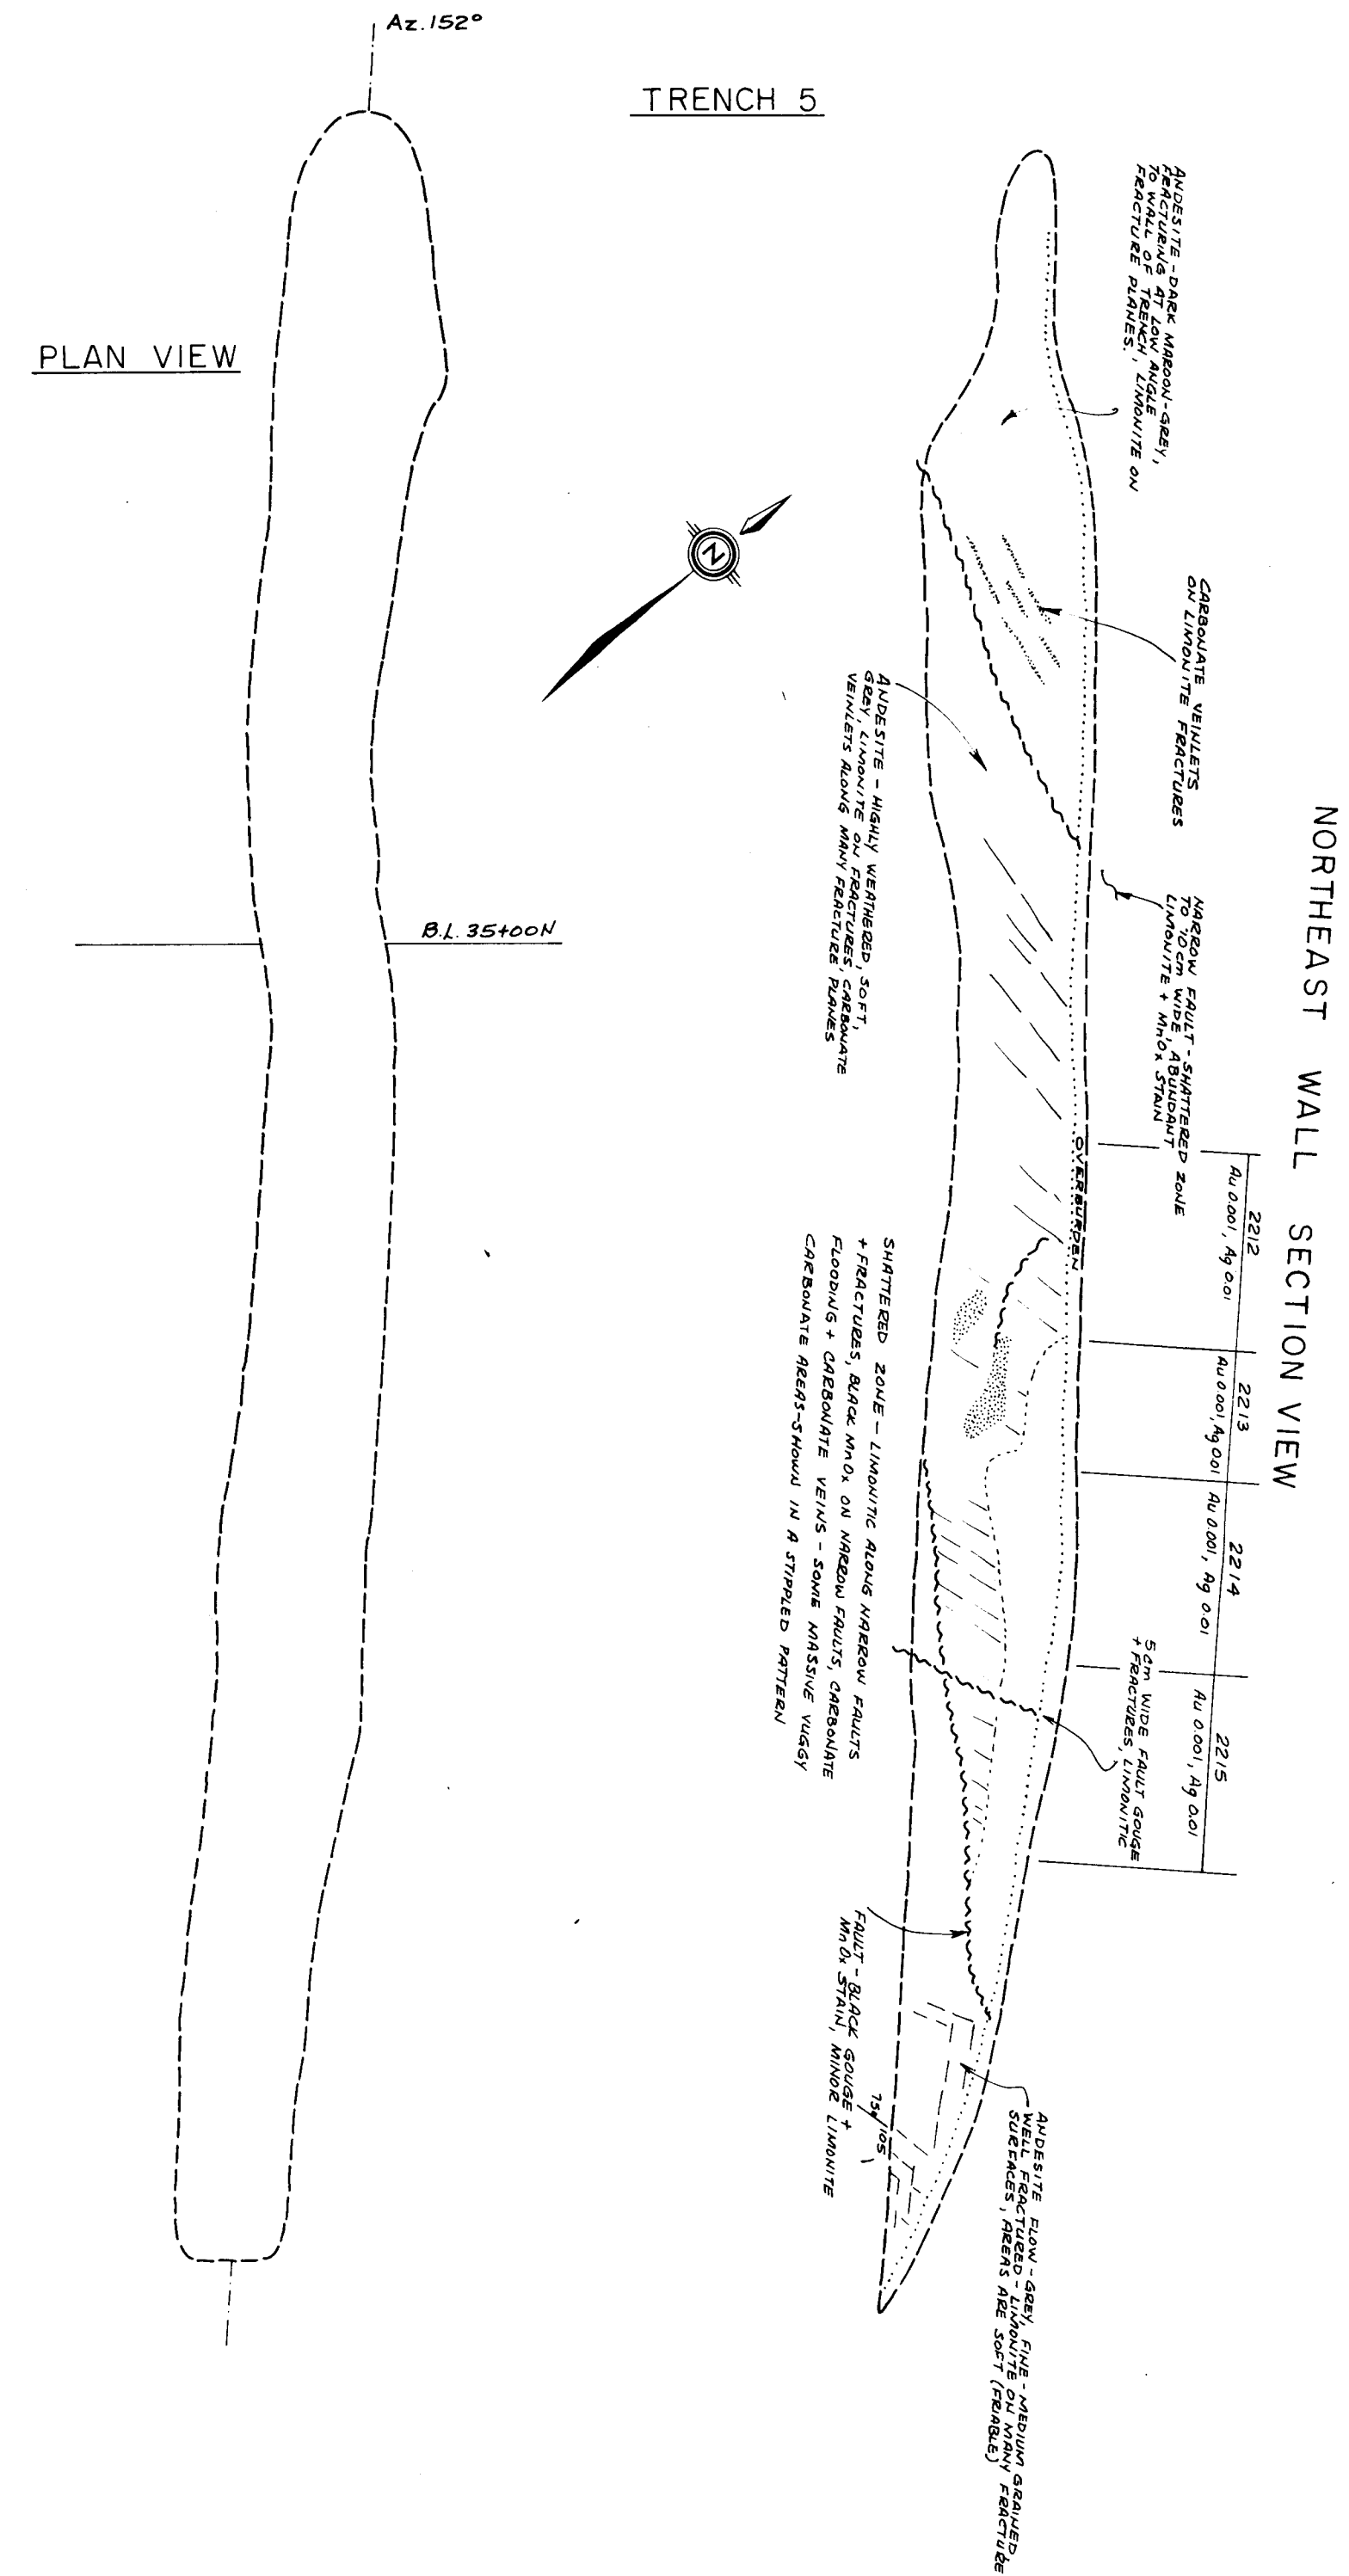 Az. 152°
TRENCH 5
PLAN VIEW
N
B.L. 35+00N
NORTHEAST WALL SECTION VIEW
ANDESITE - DARK MAROON-GREY,
FRACTURING AT LOW ANGLE
TO WALL OF TRENCH, LIMONITE ON
FRACTURE PLANES.
CARBONATE VEINLETS
ON LIMONITE FRACTURES
ANDESITE - HIGHLY WEATHERED, SOFT,
GREY, LIMONITE ON FRACTURES, CARBONATE
VEINLETS ALONG MANY FRACTURE PLANES
NARROW FAULT - SHATTERED ZONE
TO 10cm WIDE, ABUNDANT
LIMONITE + MnOx STAIN
OVERBURDEN
2212
Au 0.001, Ag 0.01
2213
Au 0.001, Ag 0.01
2214
Au 0.001, Ag 0.01
2215
Au 0.001, Ag 0.01
SHATTERED ZONE - LIMONITIC ALONG NARROW FAULTS
+ FRACTURES, BLACK MnOx ON NARROW FAULTS, CARBONATE
FLOODING + CARBONATE VEINS - SOME MASSIVE VUGGY
CARBONATE AREAS-SHOWN IN A STIPPLED PATTERN
5cm WIDE FAULT GOUGE
+ FRACTURES, LIMONITIC
FAULT - BLACK GOUGE +
MnOx STAIN, MINOR LIMONITE
105
ANDESITE FLOW - GREY, FINE - MEDIUM GRAINED
WELL FRACTURED - LIMONITE ON MANY FRACTURE
SURFACES, AREAS ARE SOFT (FRIABLE)